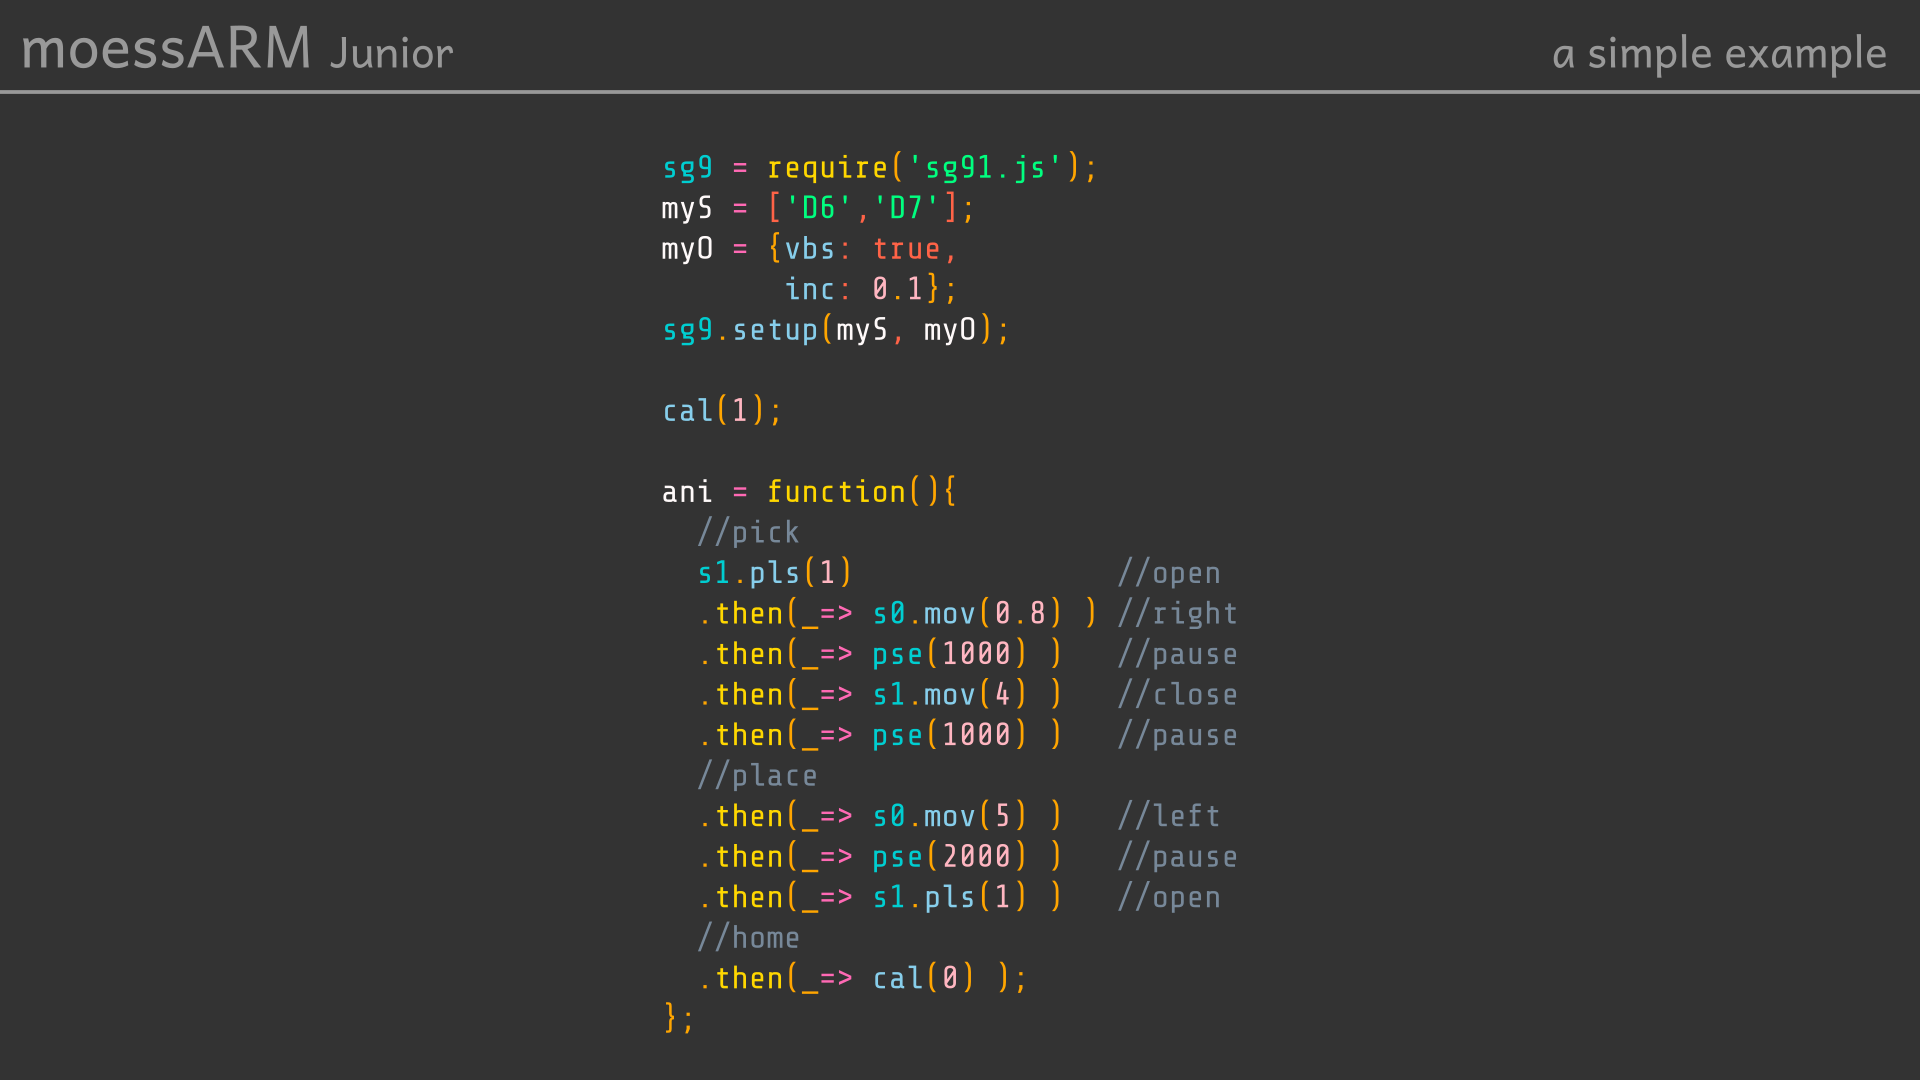 moessARM Junior
a simple example
sg9 = require('sg91.js');
myS = ['D6','D7'];
myO = {vbs: true,
       inc: 0.1};
sg9.setup(myS, myO);

cal(1);

ani = function(){
  //pick
  s1.pls(1)               //open
  .then(_=> s0.mov(0.8) ) //right
  .then(_=> pse(1000) )   //pause
  .then(_=> s1.mov(4) )   //close
  .then(_=> pse(1000) )   //pause
  //place
  .then(_=> s0.mov(5) )   //left
  .then(_=> pse(2000) )   //pause
  .then(_=> s1.pls(1) )   //open
  //home
  .then(_=> cal(0) );
};